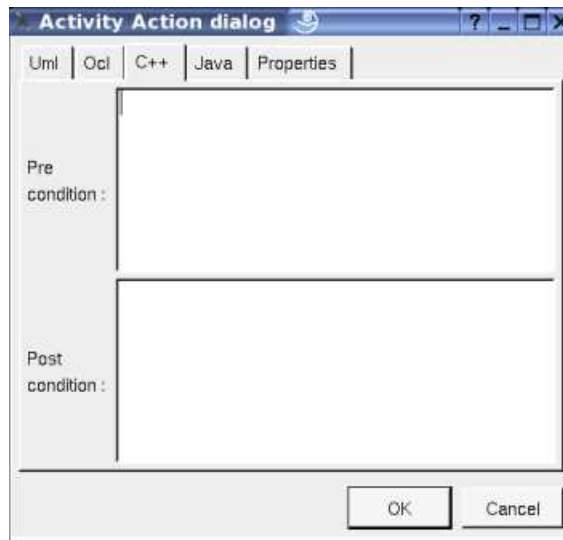 Activity Action dialog ?
Uml Ocl C++ Java Properties
Pre
condition :
Post
condition :
OK Cancel